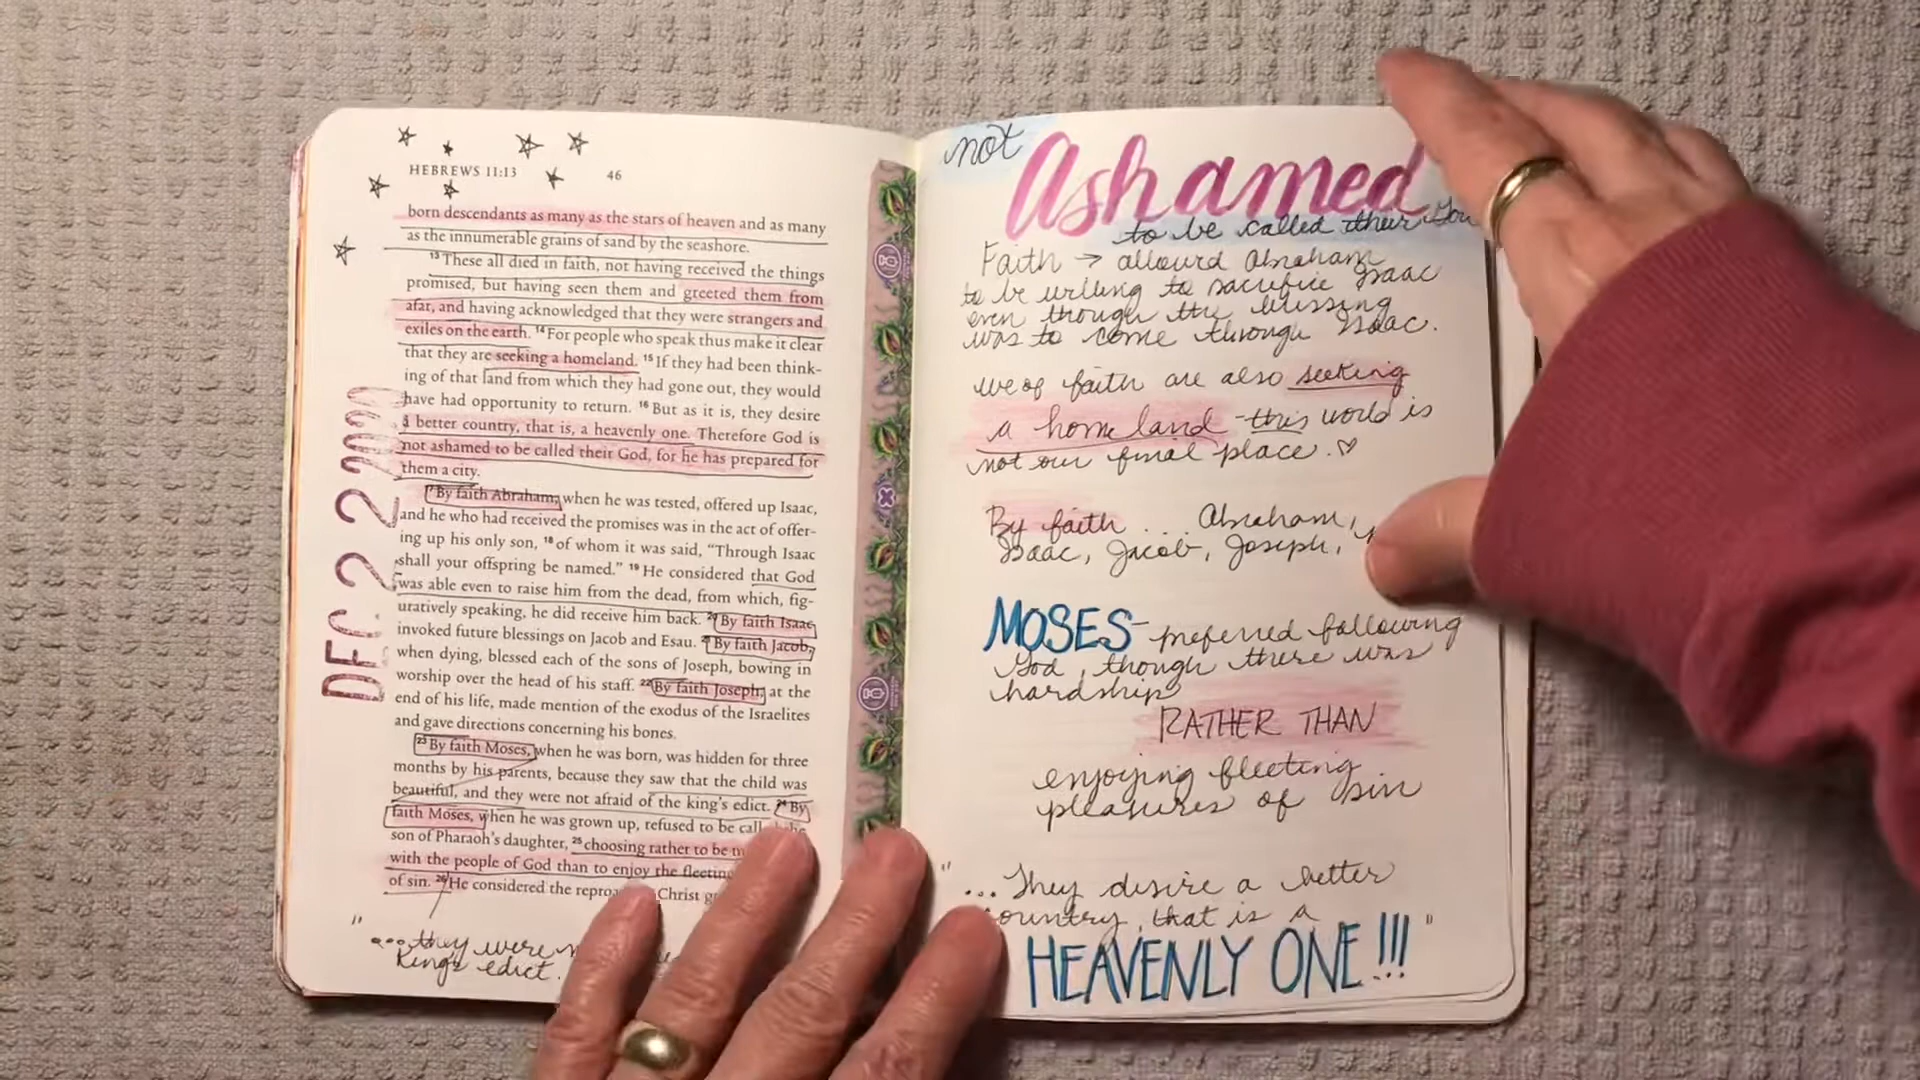 HEBREWS 11:13 46
born descendants as many as the stars of heaven and as many
as the innumerable grains of sand by the seashore.
13 These all died in faith, not having received the things
promised, but having seen them and greeted them from
afar, and having acknowledged that they were strangers and
exiles on the earth. 14 For people who speak thus make it clear
that they are seeking a homeland. 15 If they had been think-
ing of that land from which they had gone out, they would
have had opportunity to return. 16 But as it is, they desire
a better country, that is, a heavenly one. Therefore God is
not ashamed to be called their God, for he has prepared for
them a city.
17 By faith Abraham, when he was tested, offered up Isaac,
and he who had received the promises was in the act of offer-
ing up his only son, 18 of whom it was said, “Through Isaac
shall your offspring be named.” 19 He considered that God
was able even to raise him from the dead, from which, fig-
uratively speaking, he did receive him back. 20 By faith Isaac
invoked future blessings on Jacob and Esau. 21 By faith Jacob,
when dying, blessed each of the sons of Joseph, bowing in
worship over the head of his staff. 22 By faith Joseph, at the
end of his life, made mention of the exodus of the Israelites
and gave directions concerning his bones.
23 By faith Moses, when he was born, was hidden for three
months by his parents, because they saw that the child was
beautiful, and they were not afraid of the king's edict. 24 By
faith Moses, when he was grown up, refused to be
son of Pharaoh's daughter, 25 choosing rather to be
with the people of God than to enjoy the fleeting
of sin. 26 He considered the Christ
"...they were
King's edict.
DEC 2 2
not
Ashamed
to be called their
Faith → allowed Abraham
to be willing to sacrifice Isaac
even though the blessing
was to come through Isaac.
we of faith are also seeking
a homeland - this world is
not our final place. ♡
By faith... Abraham,
Isaac, Jacob, Joseph,
MOSES - preferred following
God, though there was
hardship
RATHER THAN
enjoying fleeting
pleasures of sin
"...They desire a better
country, that is a
HEAVENLY ONE!!!"